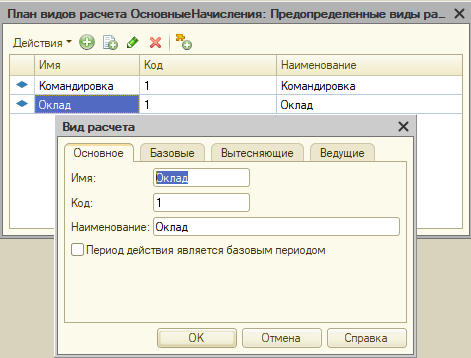 План видов расчета ОсновныеНачисления: Предопределенные виды ра...
Действия
Имя Код Наименование
Командировка 1 Командировка
Оклад 1 Оклад
Вид расчета
Основное Базовые Вытесняющие Ведущие
Имя: Оклад
Код: 1
Наименование: Оклад
Период действия является базовым периодом
ОК Отмена Справка